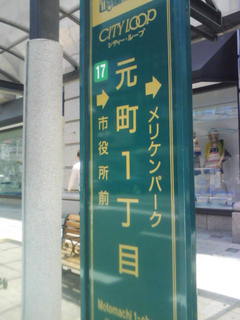 CITY LOOP
シティー・ループ
17
元町1丁目
→メリケンパーク
→市役所前
Motomachi 1-ch